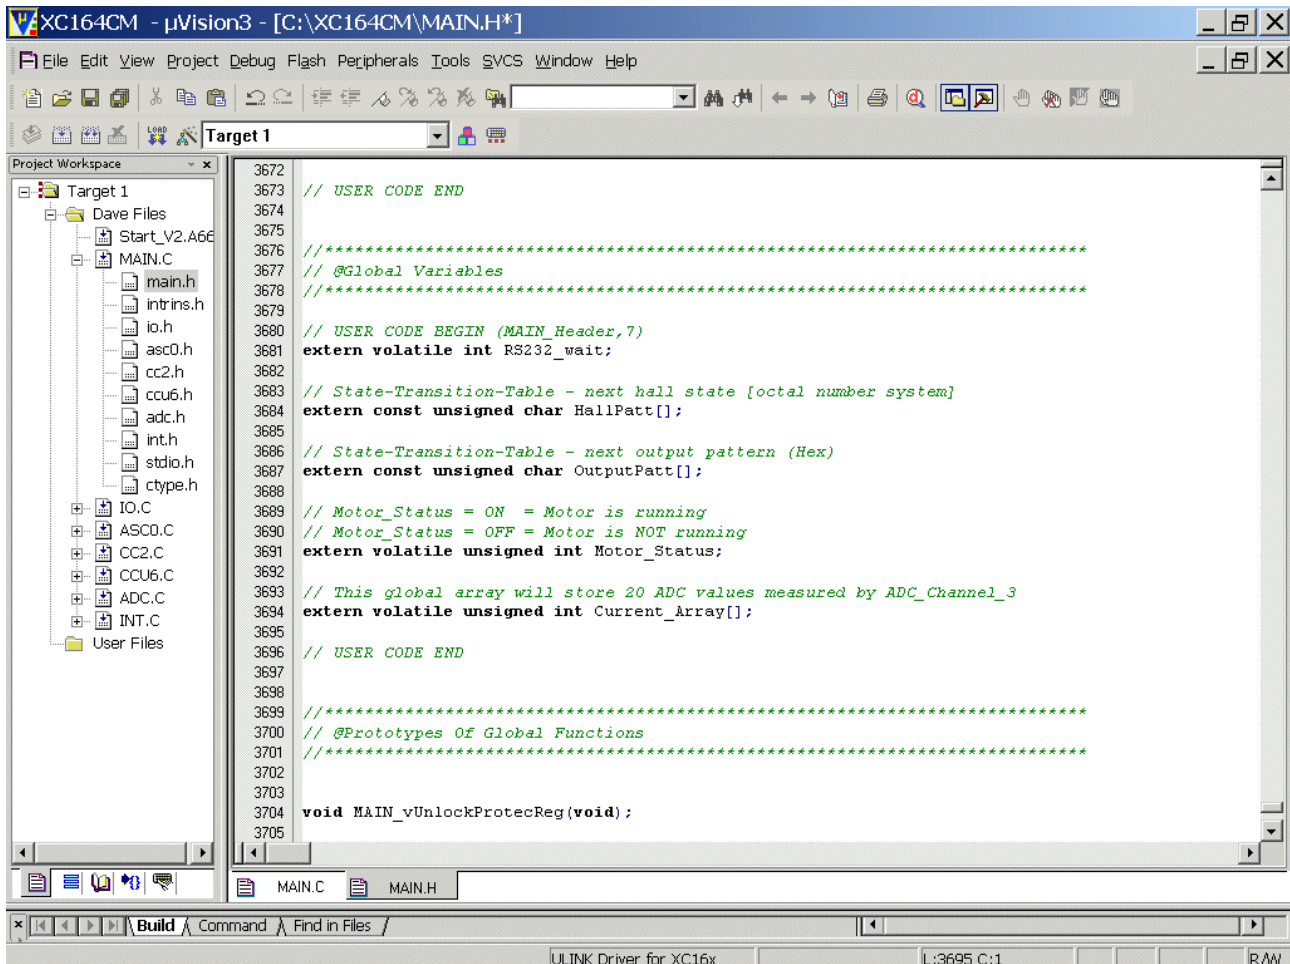 XC164CM - µVision3 - [C:\XC164CM\MAIN.H*]
File Edit View Project Debug Flash Peripherals Tools SVCS Window Help
LOAD Target 1
Project Workspace
Target 1
Dave Files
Start_V2.A66
MAIN.C
main.h
intrins.h
io.h
asc0.h
cc2.h
ccu6.h
adc.h
int.h
stdio.h
ctype.h
IO.C
ASC0.C
CC2.C
CCU6.C
ADC.C
INT.C
User Files
3672
3673 // USER CODE END
3674
3675
3676 //****************************************************************************
3677 // @Global Variables
3678 //****************************************************************************
3679
3680 // USER CODE BEGIN (MAIN_Header,7)
3681 extern volatile int RS232_wait;
3682
3683 // State-Transition-Table - next hall state [octal number system]
3684 extern const unsigned char HallPatt[];
3685
3686 // State-Transition-Table - next output pattern (Hex)
3687 extern const unsigned char OutputPatt[];
3688
3689 // Motor_Status = ON  = Motor is running
3690 // Motor_Status = OFF = Motor is NOT running
3691 extern volatile unsigned int Motor_Status;
3692
3693 // This global array will store 20 ADC values measured by ADC_Channel_3
3694 extern volatile unsigned int Current_Array[];
3695
3696 // USER CODE END
3697
3698
3699 //****************************************************************************
3700 // @Prototypes Of Global Functions
3701 //****************************************************************************
3702
3703
3704 void MAIN_vUnlockProtecReg(void);
3705
MAIN.C MAIN.H
Build Command Find in Files
ULINK Driver for XC16x L:3695 C:1 R/W